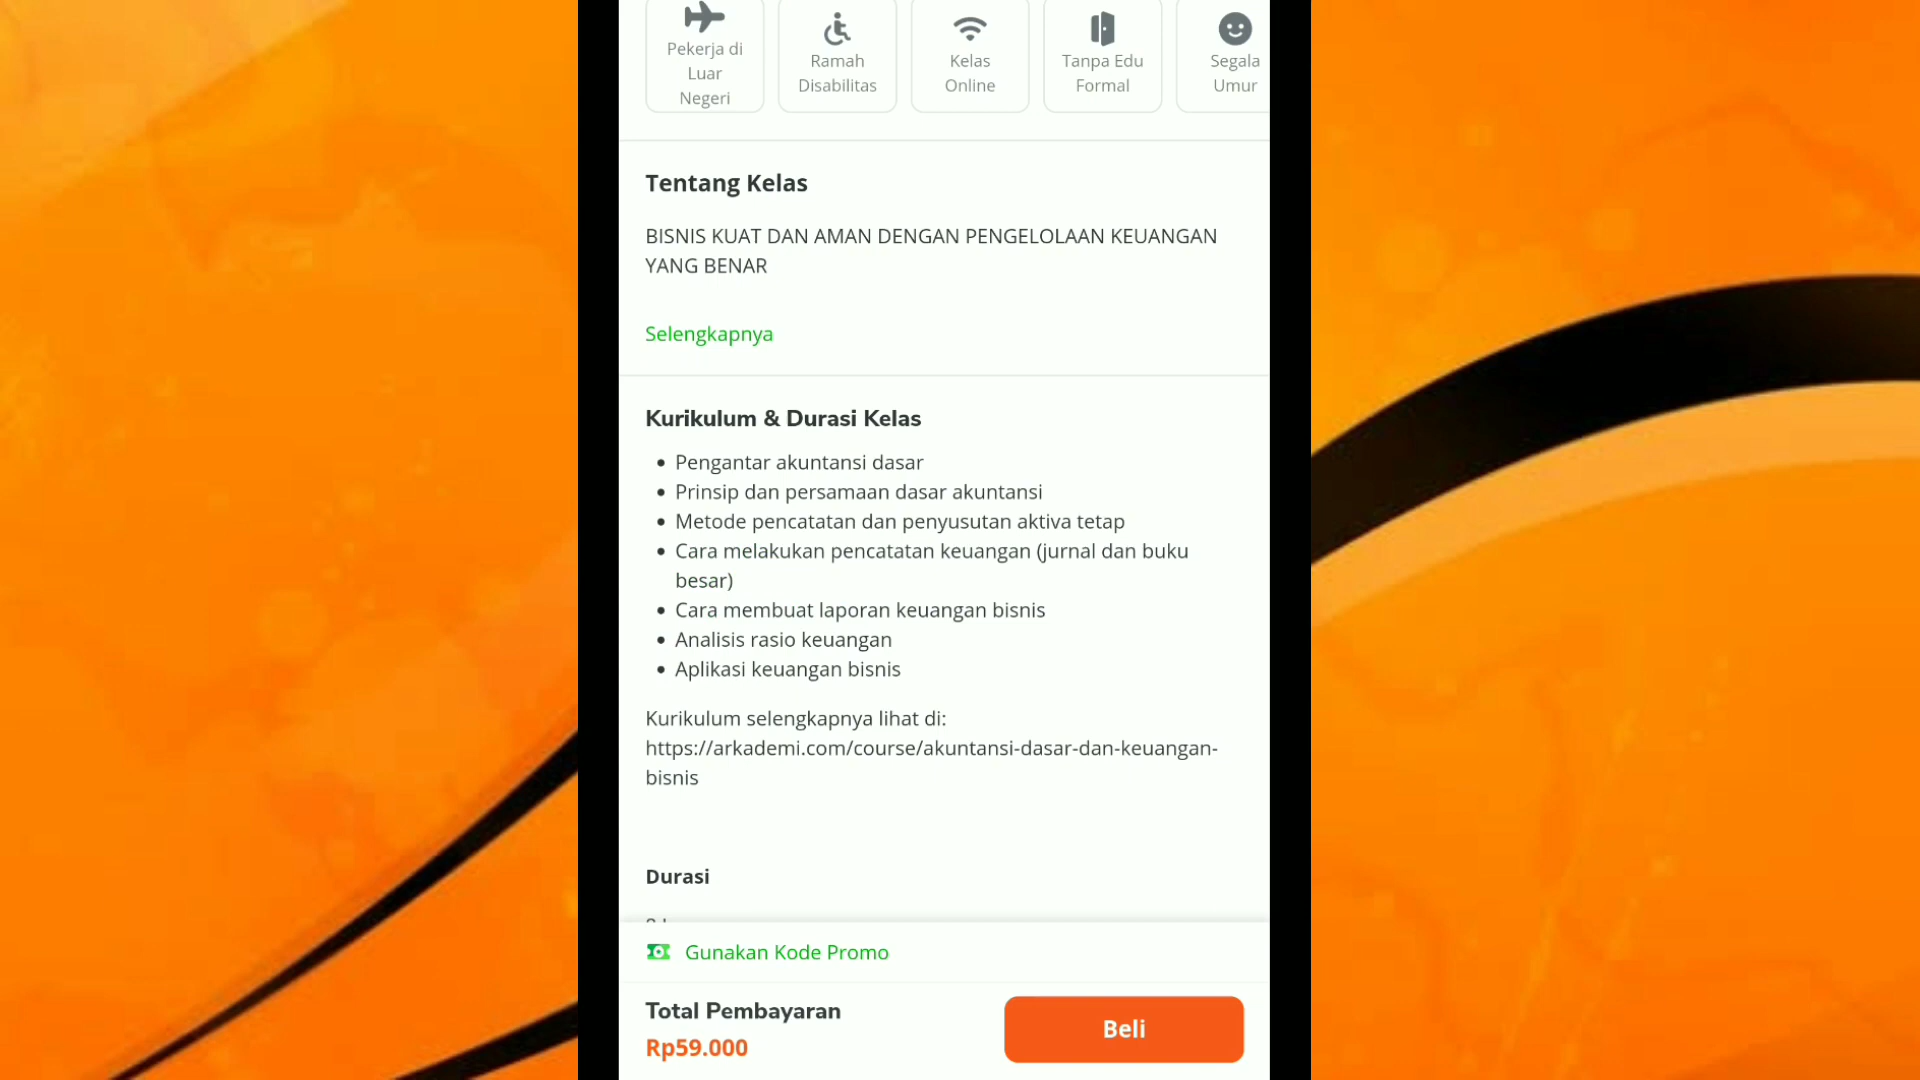 Pekerja di
Luar
Negeri
Ramah
Disabilitas
Kelas
Online
Tanpa Edu
Formal
Segala
Umur
Tentang Kelas
BISNIS KUAT DAN AMAN DENGAN PENGELOLAAN KEUANGAN
YANG BENAR
Selengkapnya
Kurikulum & Durasi Kelas
• Pengantar akuntansi dasar
• Prinsip dan persamaan dasar akuntansi
• Metode pencatatan dan penyusutan aktiva tetap
• Cara melakukan pencatatan keuangan (jurnal dan buku
besar)
• Cara membuat laporan keuangan bisnis
• Analisis rasio keuangan
• Aplikasi keuangan bisnis
Kurikulum selengkapnya lihat di:
https://arkademi.com/course/akuntansi-dasar-dan-keuangan-
bisnis
Durasi
Gunakan Kode Promo
Total Pembayaran
Rp59.000
Beli